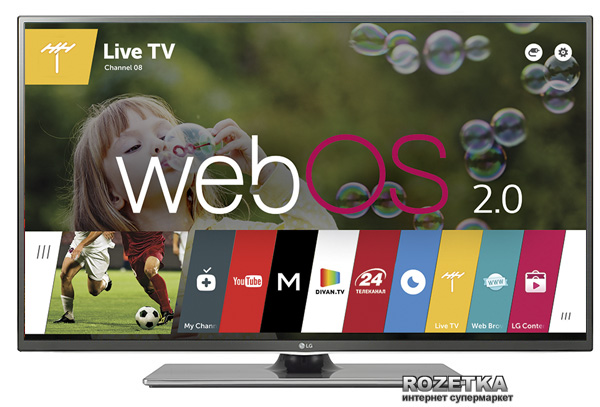 Live TV
Channel 08
webOS 2.0
My Chann
YouTube
M
DIVAN.TV
24
ТЕЛЕКАНАЛ
Live TV
www
Web Bro
LG Conte
LG
ROZETKA
интернет супермаркет